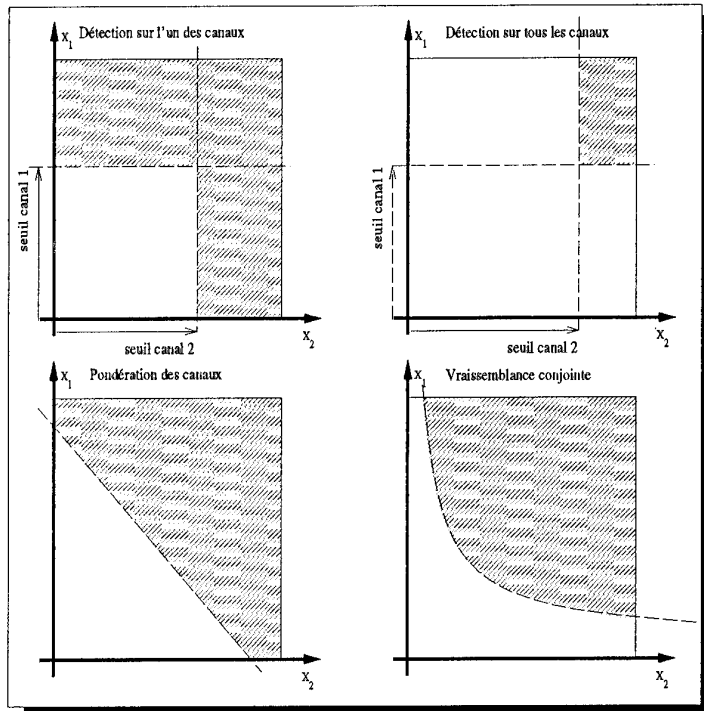 X1
Détection sur l'un des canaux
seuil canal 1
X2
seuil canal 2
Détection sur tous les canaux
X1
seuil canal 1
X2
seuil canal 2
X1
Pondération des canaux
X2
Vraissemblance conjointe
X1
X2